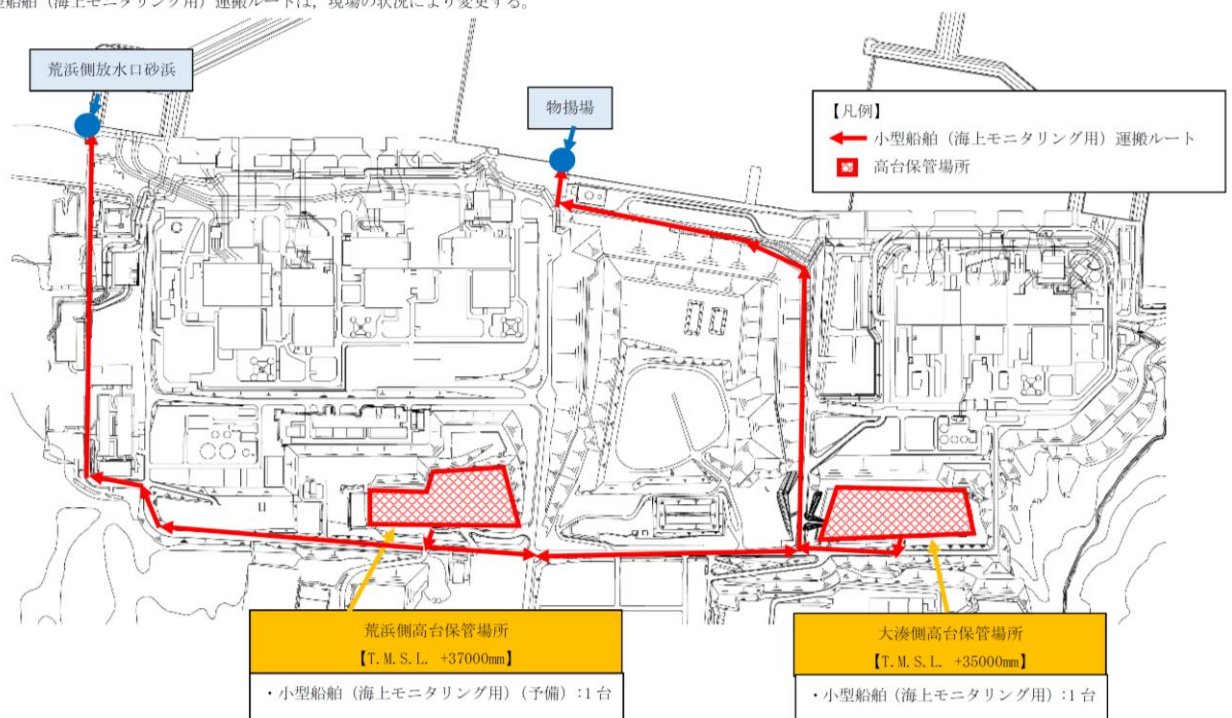 型船舶（海上モニタリング用）運搬ルートは，現場の状況により変更する。
荒浜側放水口砂浜
物揚場
【凡例】
小型船舶（海上モニタリング用）運搬ルート
高台保管場所
荒浜側高台保管場所
【T.M.S.L. +37000mm】
・小型船舶（海上モニタリング用）（予備）：1台
大湊側高台保管場所
【T.M.S.L. +35000mm】
・小型船舶（海上モニタリング用）：1台